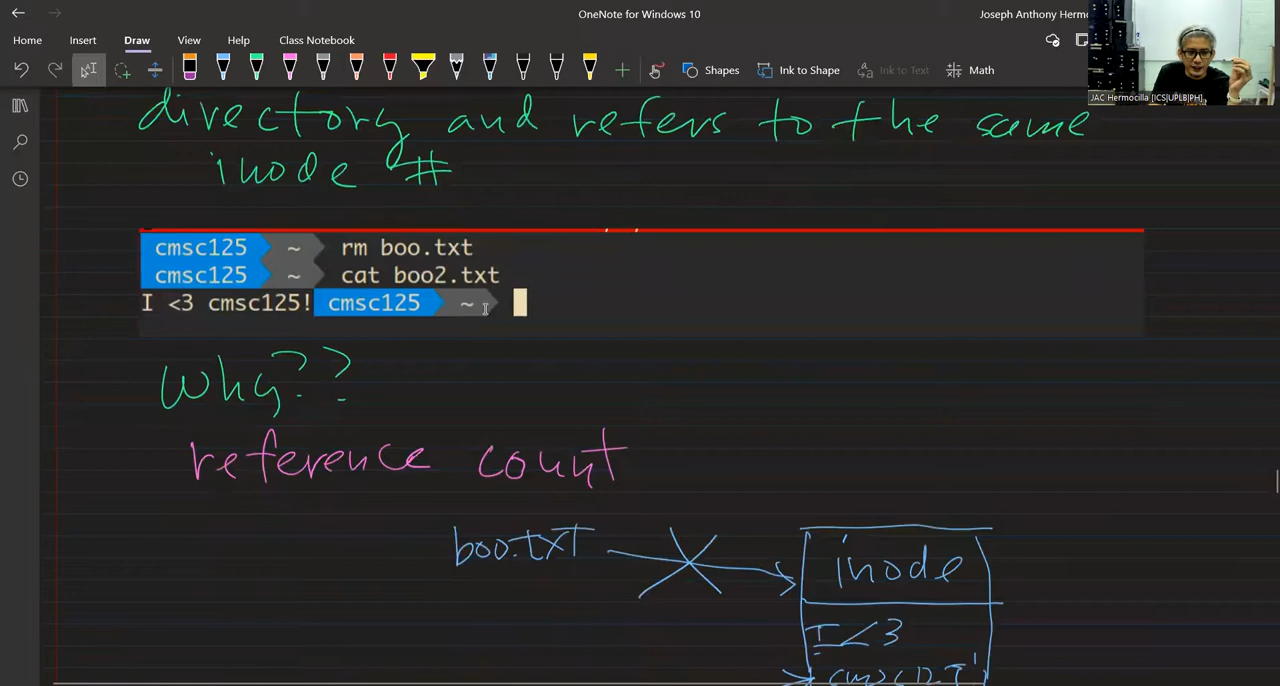 OneNote for Windows 10
Joseph Anthony Hermo
Home Insert Draw View Help Class Notebook
Shapes Ink to Shape Ink to Text Math
JAC Hermocilla [ICS|UPLB|PH]
directory and refers to the same
inode #
cmsc125 ~ rm boo.txt
cmsc125 ~ cat boo2.txt
I <3 cmsc125! cmsc125 ~
Why??
reference count
boo.txt
inode
I <3